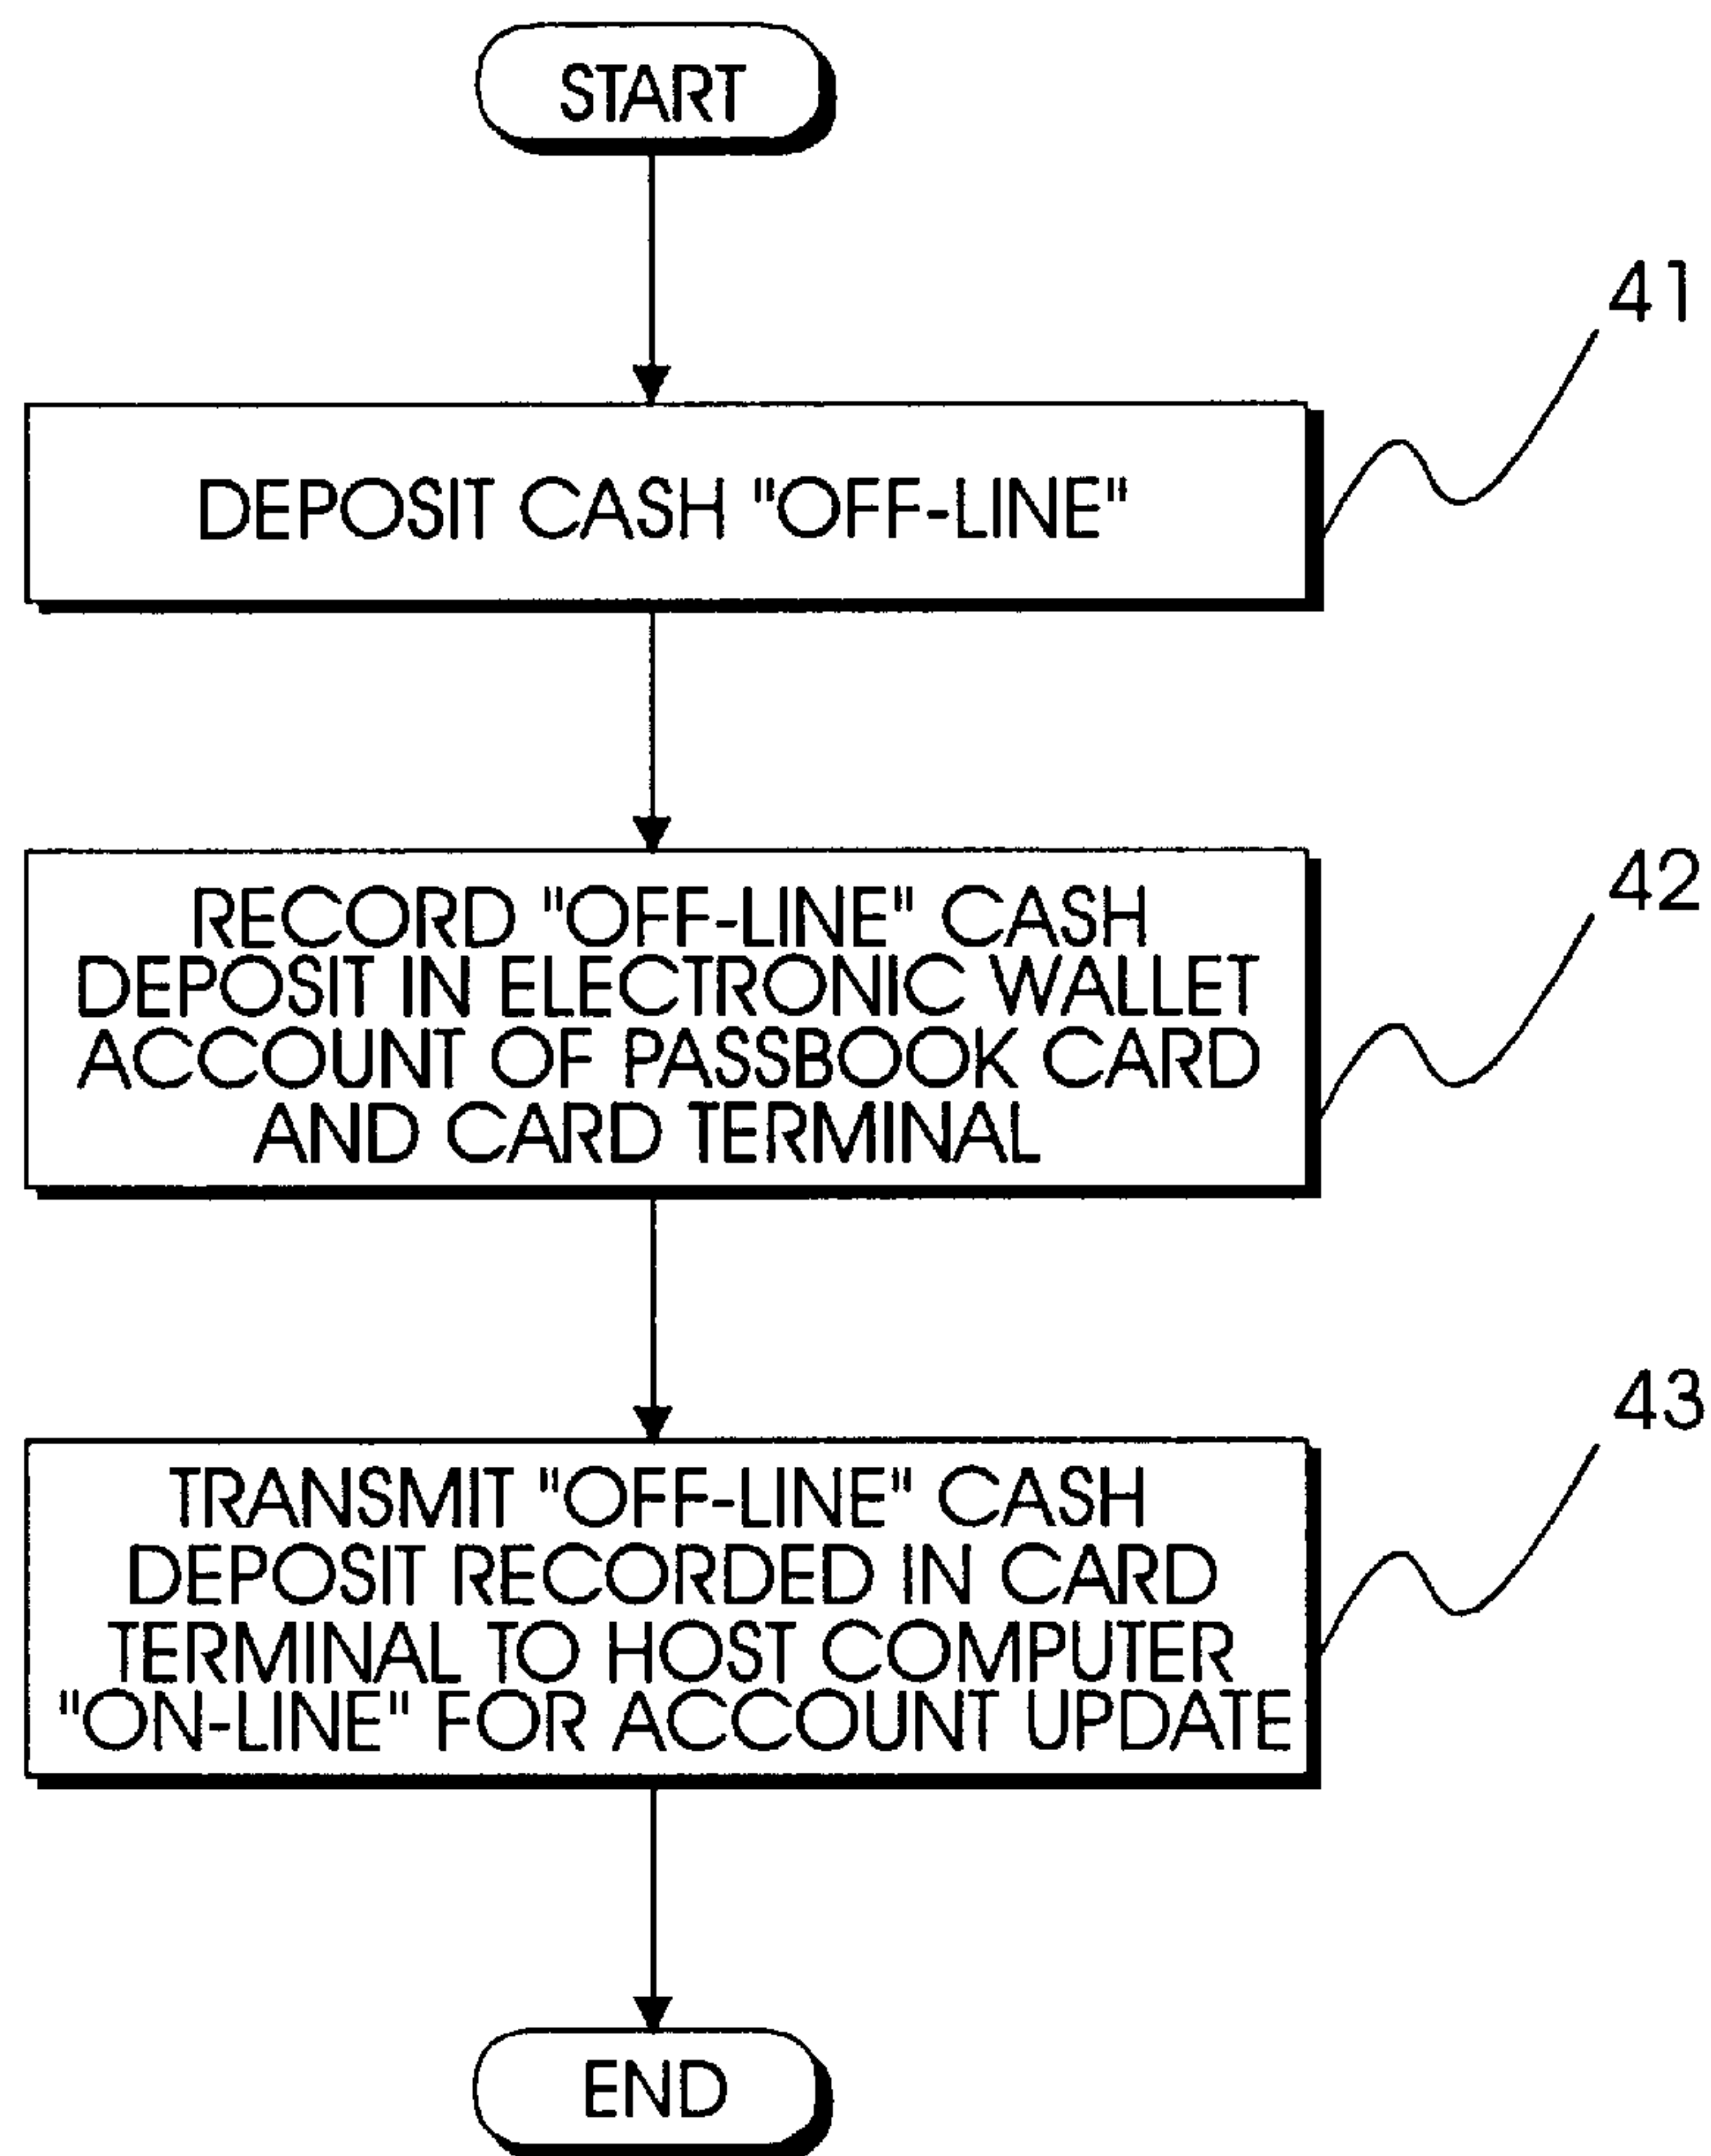 START
41
DEPOSIT CASH "OFF-LINE"
42
RECORD "OFF-LINE" CASH
DEPOSIT IN ELECTRONIC WALLET
ACCOUNT OF PASSBOOK CARD
AND CARD TERMINAL
43
TRANSMIT "OFF-LINE" CASH
DEPOSIT RECORDED IN CARD
TERMINAL TO HOST COMPUTER
"ON-LINE" FOR ACCOUNT UPDATE
END